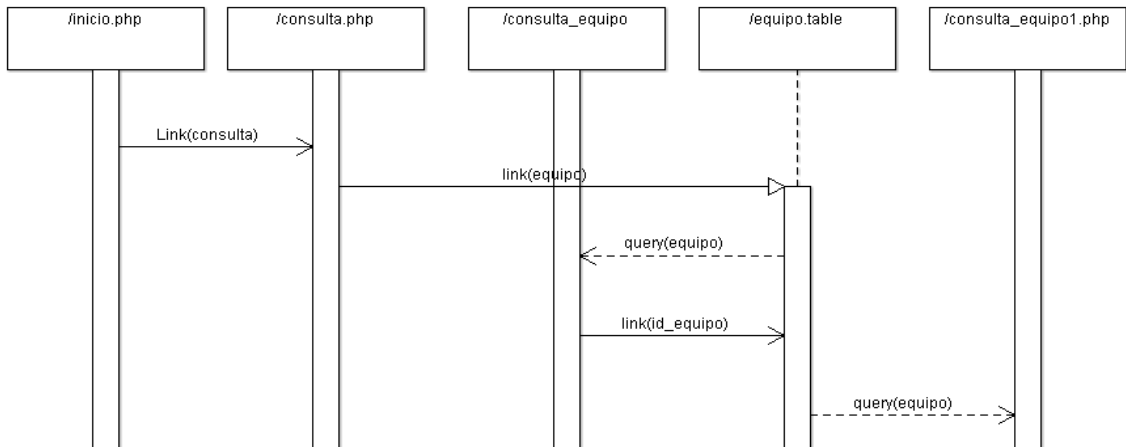 /inicio.php
/consulta.php
/consulta_equipo
/equipo.table
/consulta_equipo1.php
Link(consulta)
link(equipo)
query(equipo)
link(id_equipo)
query(equipo)